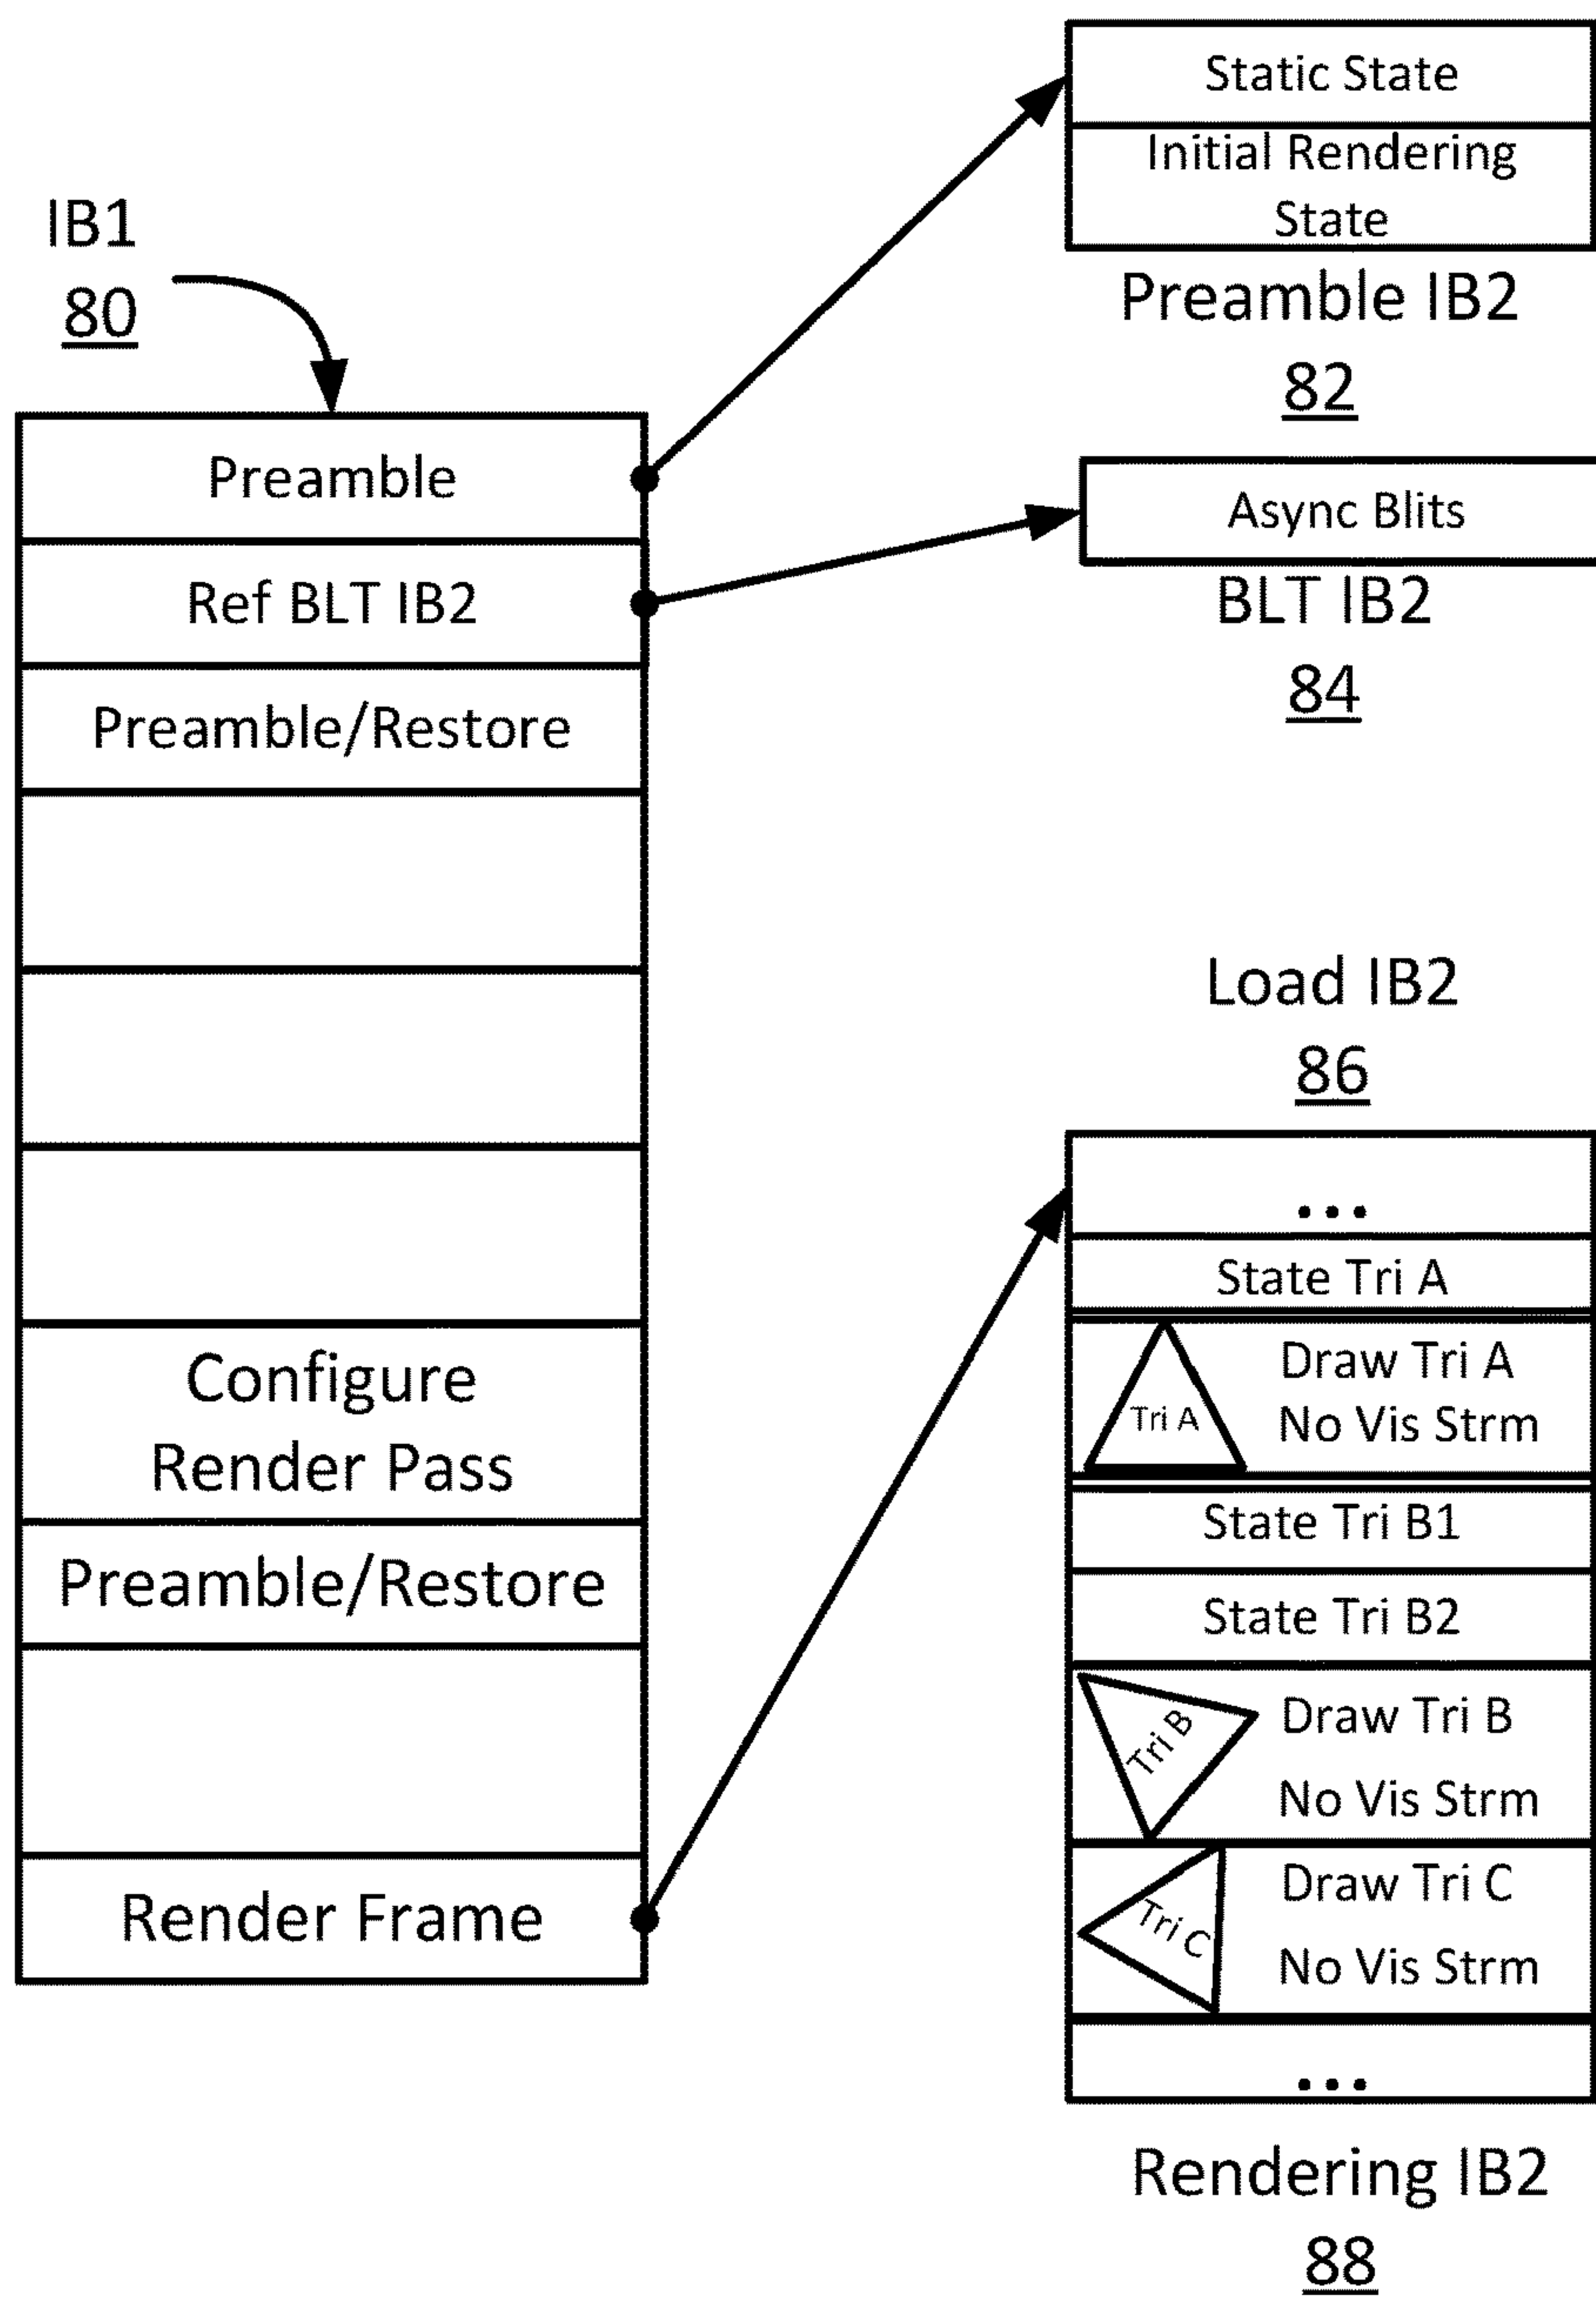 IB1
80
Preamble
Ref BLT IB2
Preamble/Restore
Configure
Render Pass
Preamble/Restore
Render Frame
Static State
Initial Rendering
State
Preamble IB2
82
Async Blits
BLT IB2
84
Load IB2
86
...
State Tri A
Tri A
Draw Tri A
No Vis Strm
State Tri B1
State Tri B2
Tri B
Draw Tri B
No Vis Strm
Tri C
Draw Tri C
No Vis Strm
...
Rendering IB2
88